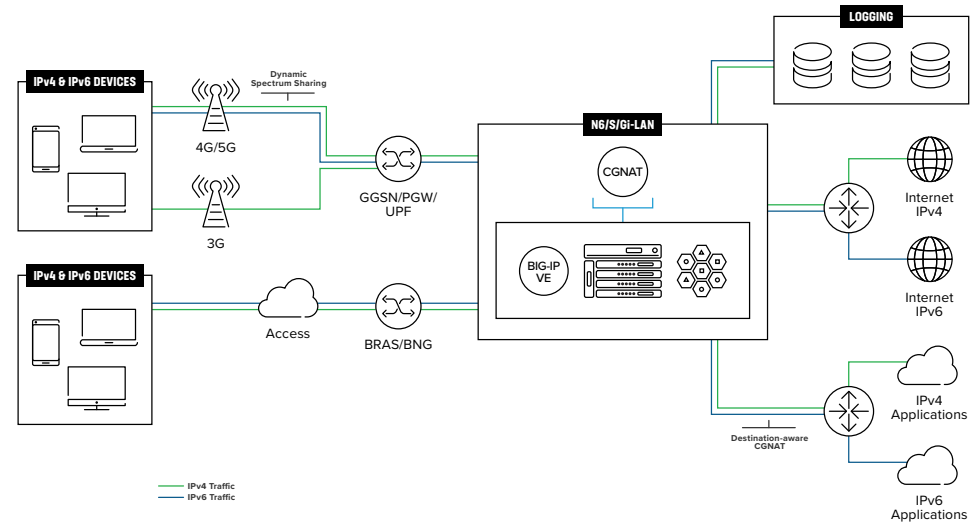 LOGGING
IPv4 & IPv6 DEVICES
Dynamic
Spectrum Sharing
4G/5G
3G
GGSN/PGW/
UPF
N6/S/Gi-LAN
CGNAT
BIG-IP
VE
Internet
IPv4
Internet
IPv6
IPv4 & IPv6 DEVICES
Access
BRAS/BNG
Destination-aware
CGNAT
IPv4
Applications
IPv6
Applications
IPv4 Traffic
IPv6 Traffic